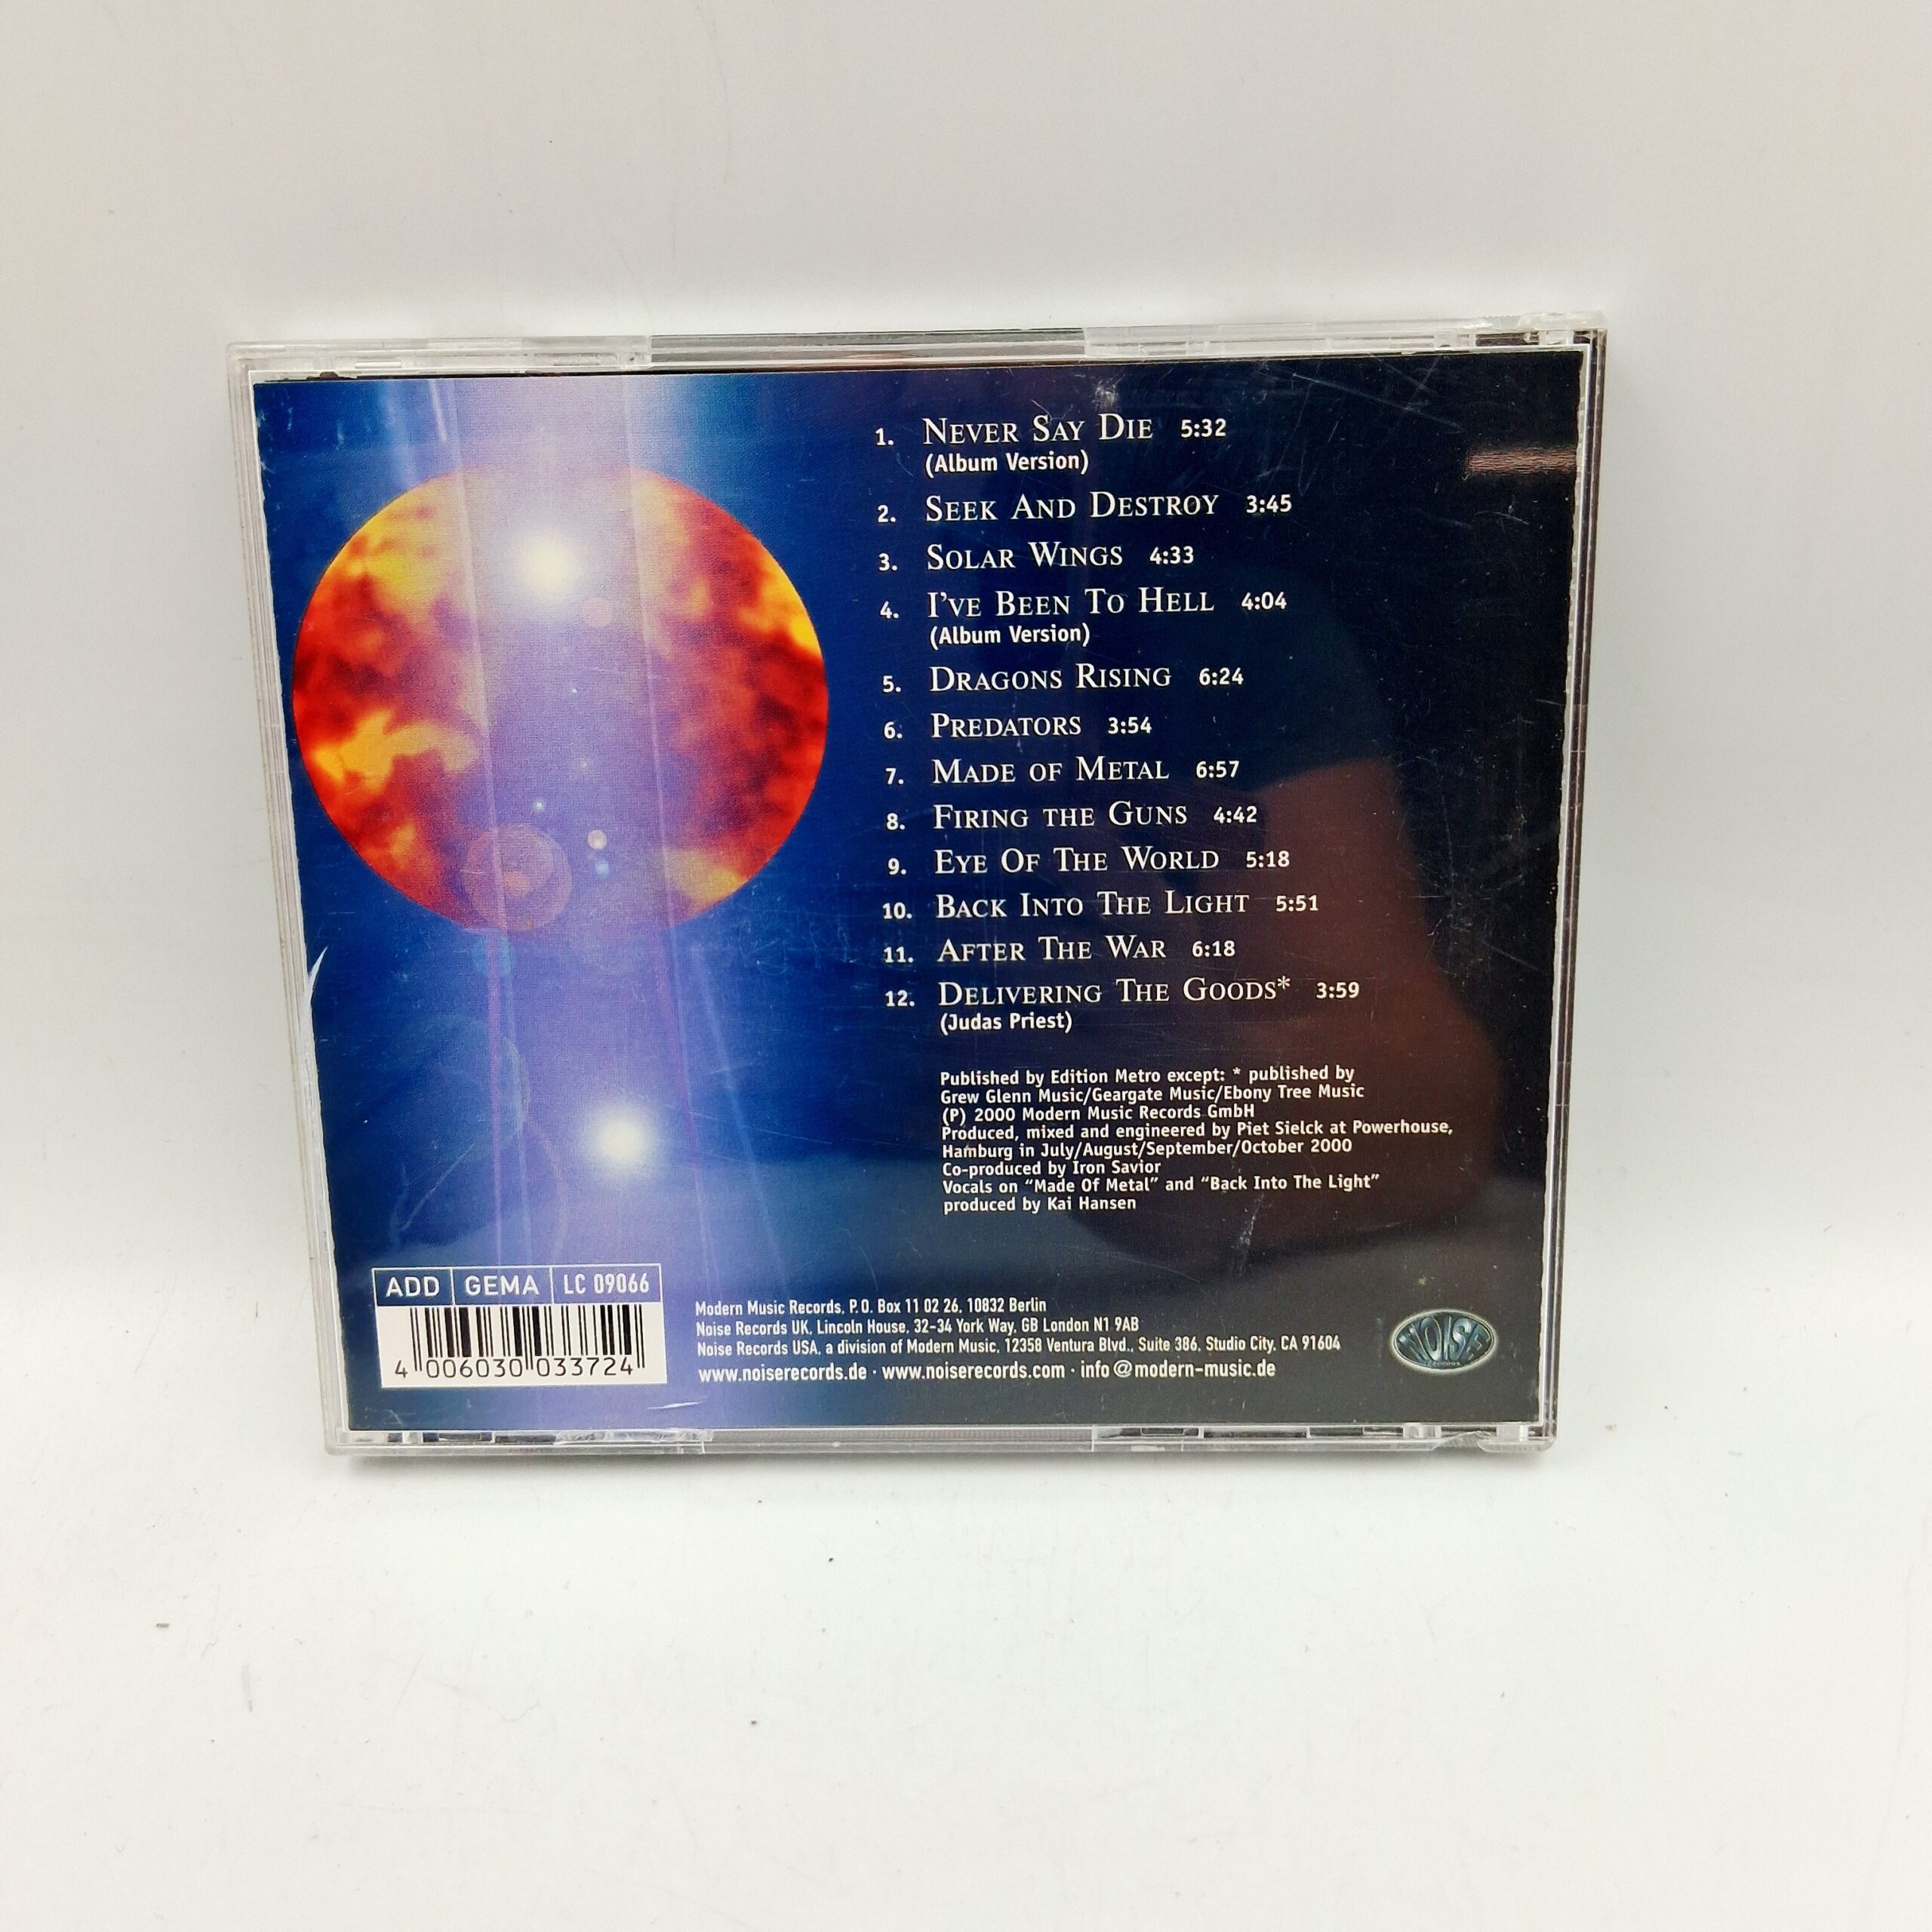 1. NEVER SAY DIE 5:32
(Album Version)
2. SEEK AND DESTROY 3:45
3. SOLAR WINGS 4:33
4. I'VE BEEN TO HELL 4:04
(Album Version)
5. DRAGONS RISING 6:24
6. PREDATORS 3:54
7. MADE OF METAL 6:57
8. FIRING THE GUNS 4:42
9. EYE OF THE WORLD 5:18
10. BACK INTO THE LIGHT 5:51
11. AFTER THE WAR 6:18
12. DELIVERING THE GOODS* 3:59
(Judas Priest)
Published by Edition Metro except: * published by
Grew Glenn Music/Geargate Music/Ebony Tree Music
(P) 2000 Modern Music Records GmbH
Produced, mixed and engineered by Piet Sielck at Powerhouse,
Hamburg in July/August/September/October 2000
Co-produced by Iron Savior
Vocals on “Made Of Metal” and “Back Into The Light”
produced by Kai Hansen
ADD GEMA LC 09066
4 006030 033724
Modern Music Records, P.O. Box 11 02 26, 10832 Berlin
Noise Records UK, Lincoln House, 32-34 York Way, GB London N1 9AB
Noise Records USA, a division of Modern Music, 12358 Ventura Blvd., Suite 386, Studio City, CA 91604
www.noiserecords.de · www.noiserecords.com · info@modern-music.de
NOISE
RECORDS